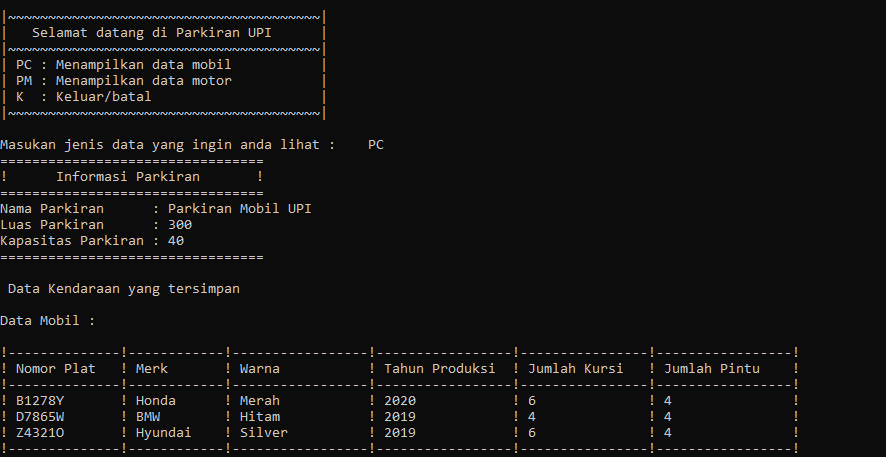 |~~~~~~~~~~~~~~~~~~~~~~~~~~~~~~~~~~~~~~~|
|   Selamat datang di Parkiran UPI      |
|~~~~~~~~~~~~~~~~~~~~~~~~~~~~~~~~~~~~~~~|
| PC : Menampilkan data mobil           |
| PM : Menampilkan data motor           |
| K  : Keluar/batal                     |
|~~~~~~~~~~~~~~~~~~~~~~~~~~~~~~~~~~~~~~~|
Masukan jenis data yang ingin anda lihat :    PC
=================================
!      Informasi Parkiran       !
=================================
Nama Parkiran      : Parkiran Mobil UPI
Luas Parkiran      : 300
Kapasitas Parkiran : 40
=================================
 Data Kendaraan yang tersimpan
Data Mobil :
!--------------!------------!-----------------!-----------------!----------------!-----------------!
! Nomor Plat   ! Merk       ! Warna           ! Tahun Produksi  ! Jumlah Kursi   ! Jumlah Pintu    !
!--------------!------------!-----------------!-----------------!----------------!-----------------!
! B1278Y       ! Honda      ! Merah           ! 2020            ! 6              ! 4               !
! D7865W       ! BMW        ! Hitam           ! 2019            ! 4              ! 4               !
! Z4321O       ! Hyundai    ! Silver          ! 2019            ! 6              ! 4               !
!--------------!------------!-----------------!-----------------!----------------!-----------------!